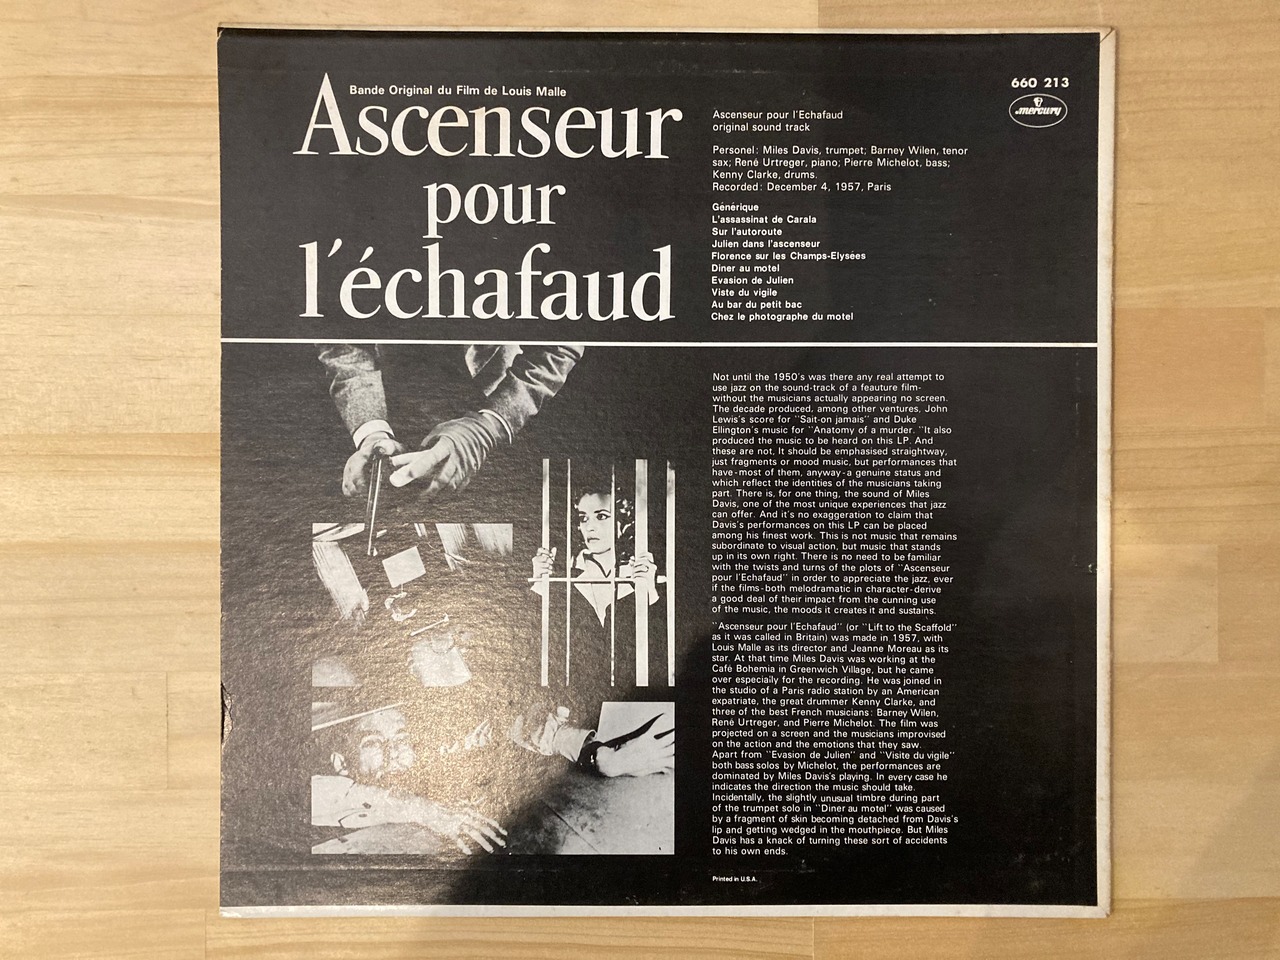 Bande Original du Film de Louis Malle
Ascenseur
pour
l'échafaud
660 213
mercury
Ascenseur pour l'Echafaud
original sound track
Personel: Miles Davis, trumpet; Barney Wilen, tenor
sax; René Urtreger, piano; Pierre Michelot, bass;
Kenny Clarke, drums.
Recorded: December 4, 1957, Paris
Générique
L'assassinat de Carala
Sur l'autoroute
Julien dans l'ascenseur
Florence sur les Champs-Elysées
Diner au motel
Evasion de Julien
Viste du vigile
Au bar du petit bac
Chez le photographe du motel
Not until the 1950's was there any real attempt to
use jazz on the sound-track of a feauture film-
without the musicians actually appearing no screen.
The decade produced, among other ventures, John
Lewis's score for "Sait-on jamais" and Duke
Ellington's music for "Anatomy of a murder. "It also
produced the music to be heard on this LP. And
these are not, It should be emphasised straightway,
just fragments or mood music, but performances that
have-most of them, anyway-a genuine status and
which reflect the identities of the musicians taking
part. There is, for one thing, the sound of Miles
Davis, one of the most unique experiences that jazz
can offer. And it's no exaggeration to claim that
Davis's performances on this LP can be placed
among his finest work. This is not music that remains
subordinate to visual action, but music that stands
up in its own right. There is no need to be familiar
with the twists and turns of the plots of "Ascenseur
pour l'Echafaud" in order to appreciate the jazz, ever
if the films-both melodramatic in character-derive
a good deal of their impact from the cunning use
of the music, the moods it creates it and sustains.
"Ascenseur pour l'Echafaud" (or "Lift to the Scaffold"
as it was called in Britain) was made in 1957, with
Louis Malle as its director and Jeanne Moreau as its
star. At that time Miles Davis was working at the
Café Bohemia in Greenwich Village, but he came
over especially for the recording. He was joined in
the studio of a Paris radio station by an American
expatriate, the great drummer Kenny Clarke, and
three of the best French musicians: Barney Wilen,
René Urtreger, and Pierre Michelot. The film was
projected on a screen and the musicians improvised
on the action and the emotions that they saw.
Apart from "Evasion de Julien" and "Visite du vigile"
both bass solos by Michelot, the performances are
dominated by Miles Davis's playing. In every case he
indicates the direction the music should take.
Incidentally, the slightly unusual timbre during part
of the trumpet solo in "Diner au motel" was caused
by a fragment of skin becoming detached from Davis's
lip and getting wedged in the mouthpiece. But Miles
Davis has a knack of turning these sort of accidents
to his own ends.
Printed in U.S.A.